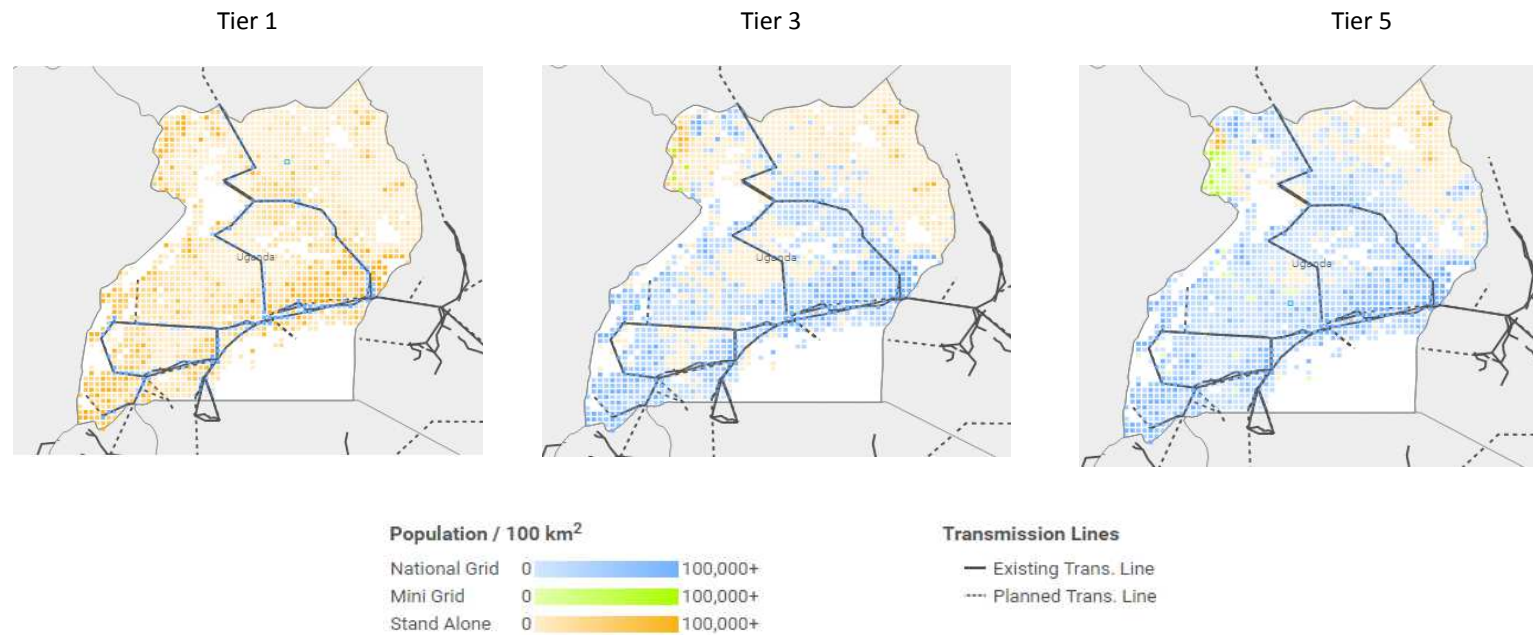 Tier 1
Tier 3
Tier 5
Uganda
Uganda
Uganda
Population / 100 km²
National Grid 0 100,000+
Mini Grid 0 100,000+
Stand Alone 0 100,000+
Transmission Lines
Existing Trans. Line
Planned Trans. Line